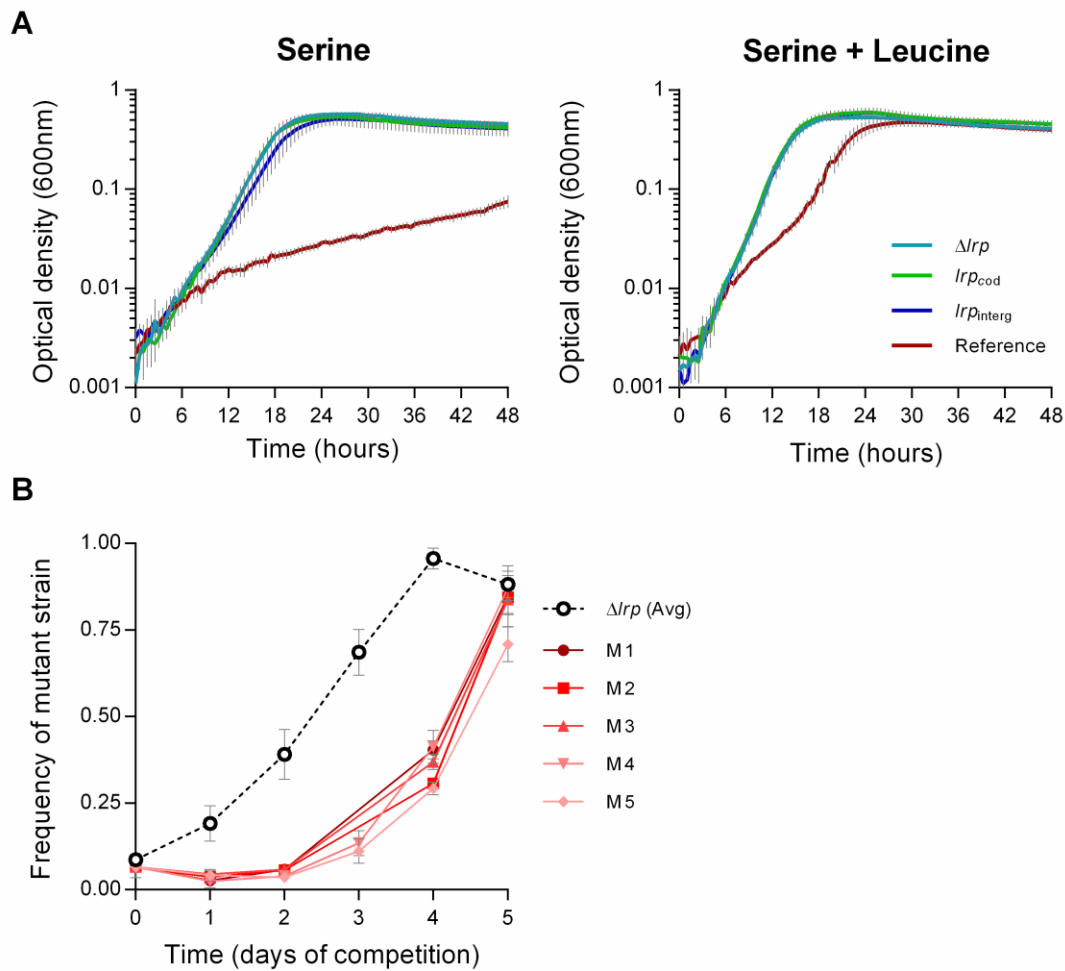 A
Serine
Serine + Leucine
Optical density (600nm)
1
0.1
0.01
0.001
0 6 12 18 24 30 36 42 48
Time (hours)
Optical density (600nm)
1
0.1
0.01
0.001
0 6 12 18 24 30 36 42 48
Time (hours)
Δlrp
lrpcod
lrpinterg
Reference
B
Frequency of mutant strain
1.00
0.75
0.50
0.25
0.00
0 1 2 3 4 5
Time (days of competition)
Δlrp (Avg)
M1
M2
M3
M4
M5